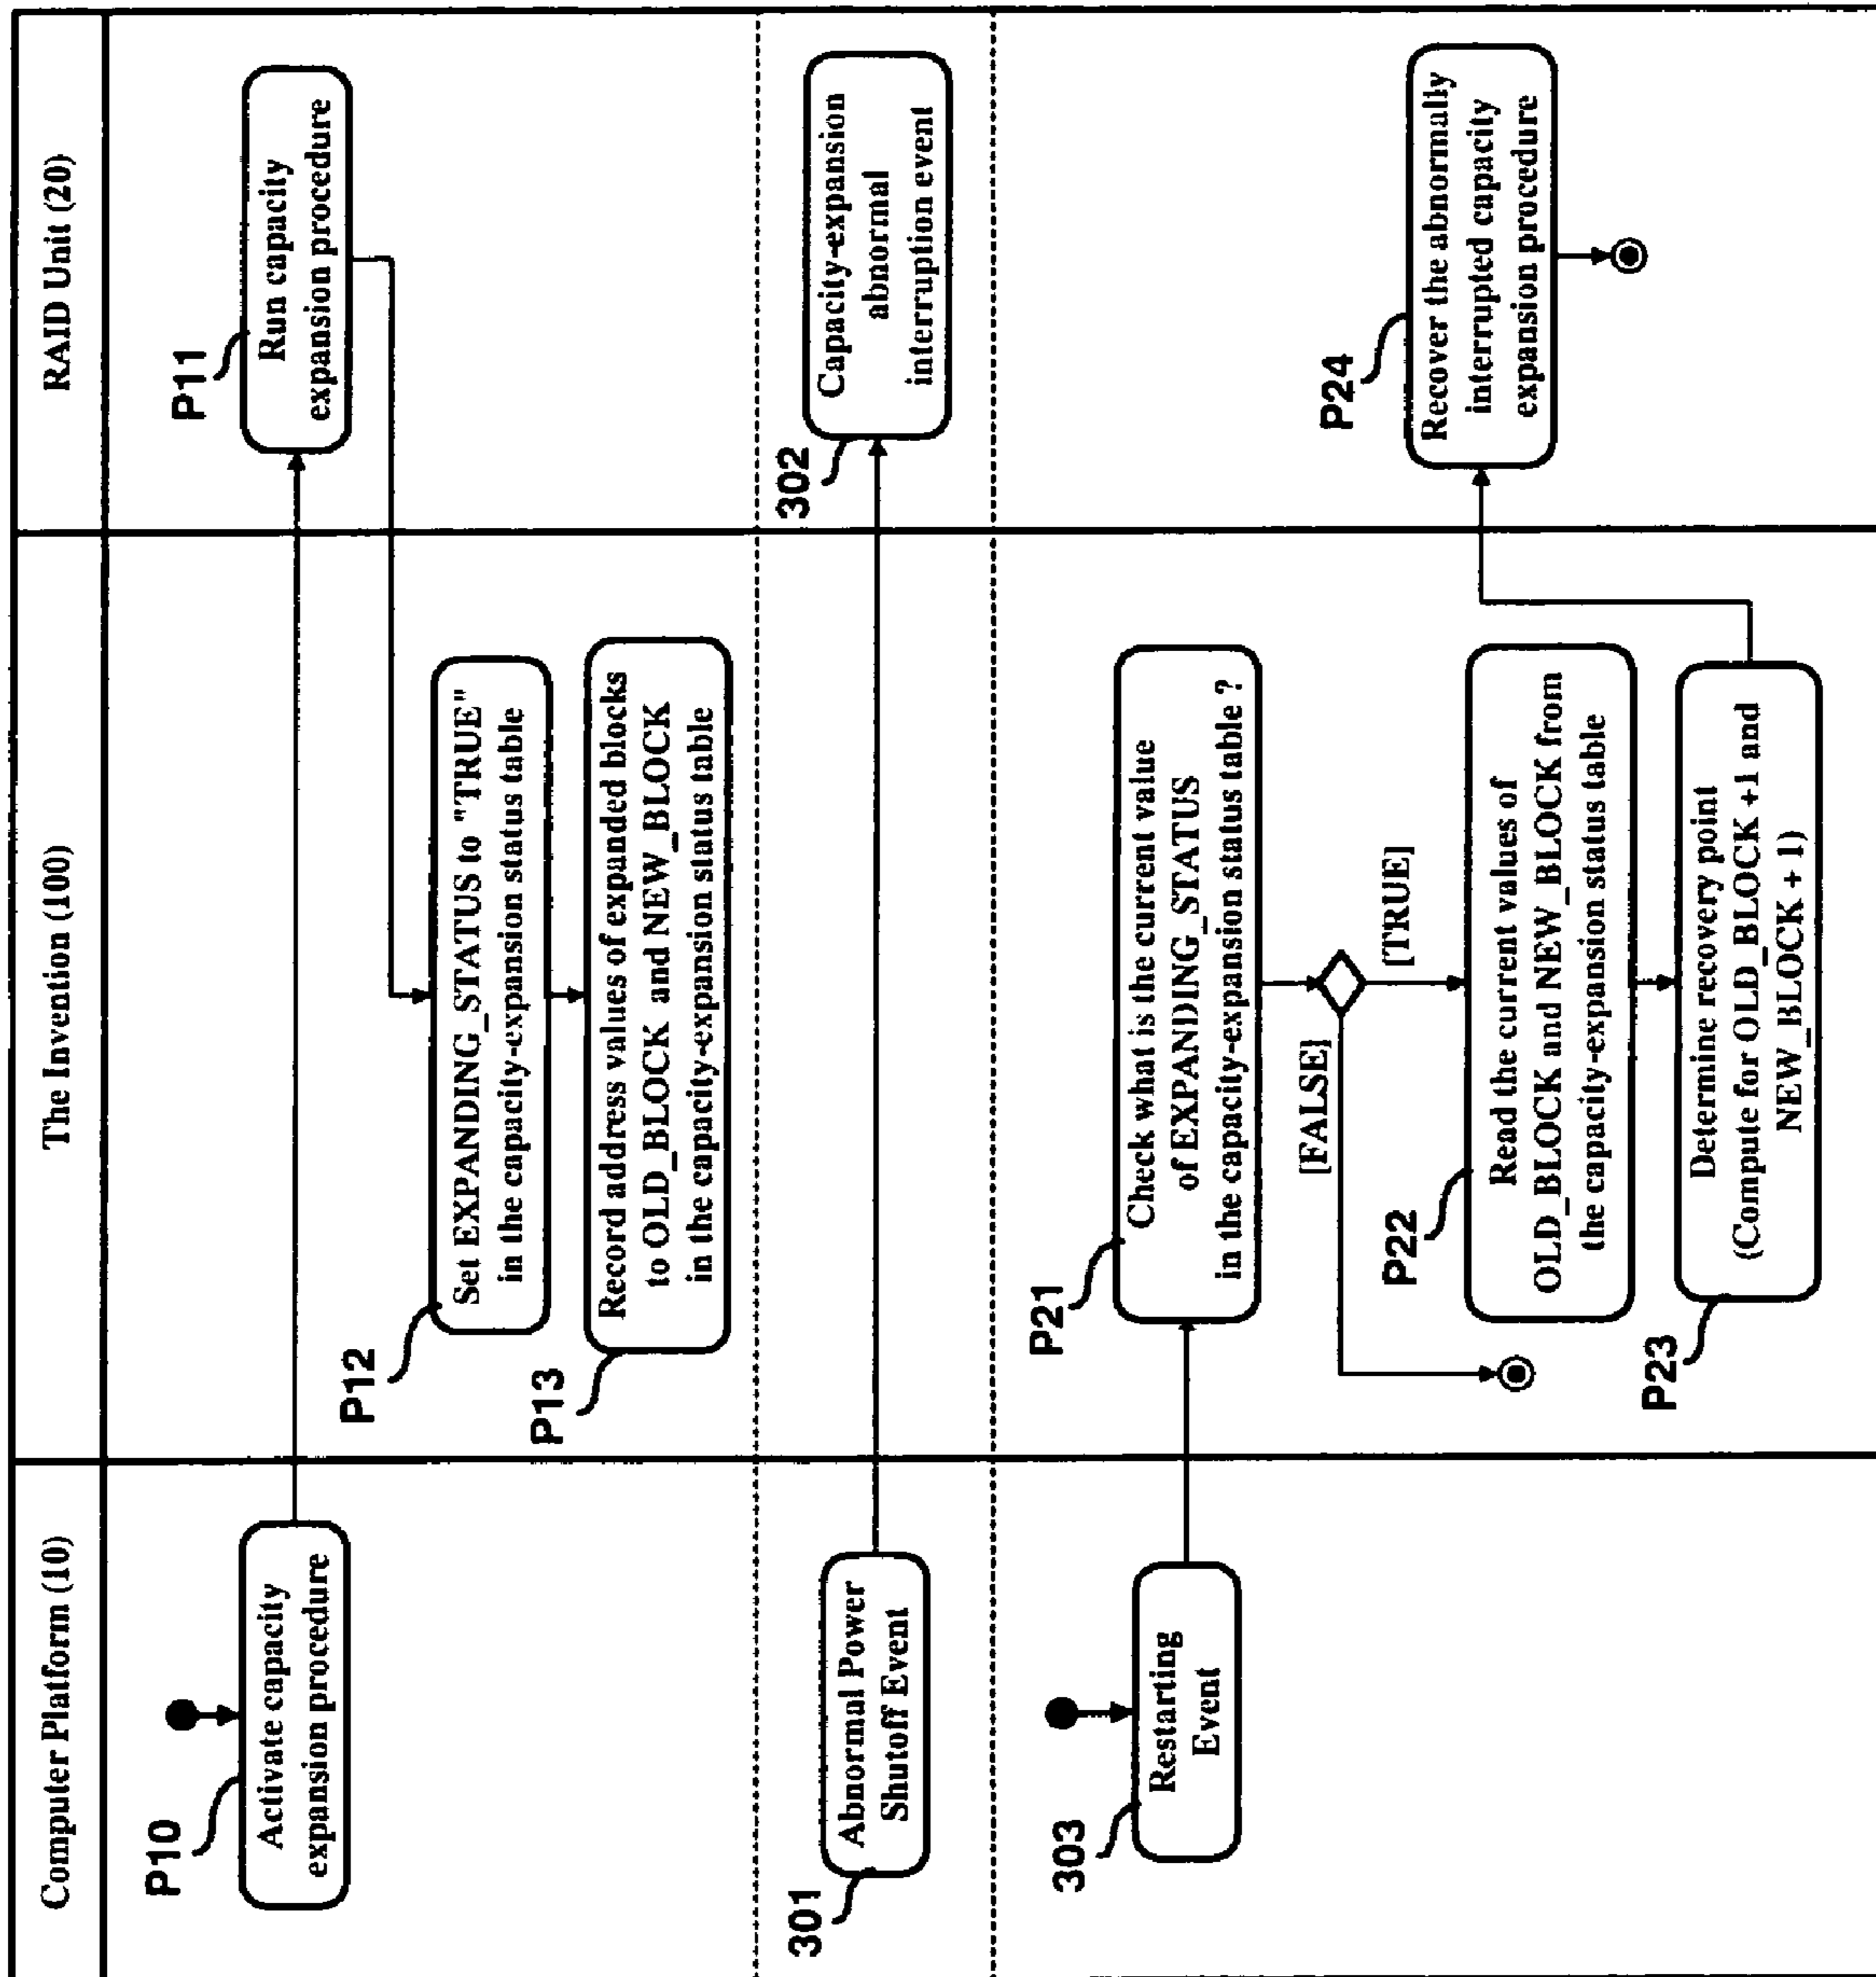 Computer Platform (10)
The Invention (100)
RAID Unit (20)
P10
Activate capacity
expansion procedure
P11
Run capacity
expansion procedure
P12
Set EXPANDING_STATUS to "TRUE"
in the capacity-expansion status table
P13
Record address values of expanded blocks
to OLD_BLOCK and NEW_BLOCK
in the capacity-expansion status table
301
Abnormal Power
Shutoff Event
302
Capacity-expansion
abnormal
interruption event
303
Restarting
Event
P21
Check what is the current value
of EXPANDING_STATUS
in the capacity-expansion status table ?
[FALSE]
[TRUE]
P22
Read the current values of
OLD_BLOCK and NEW_BLOCK from
the capacity-expansion status table
P23
Determine recovery point
(Compute for OLD_BLOCK +1 and
NEW_BLOCK + 1)
P24
Recover the abnormally
interrupted capacity
expansion procedure